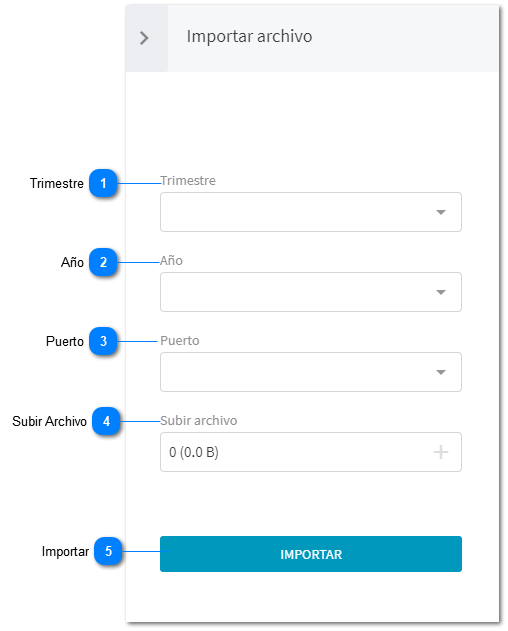 Importar archivo
Trimestre 1 Trimestre
Año 2 Año
Puerto 3 Puerto
Subir Archivo 4 Subir archivo
0 (0.0 B)
Importar 5 IMPORTAR